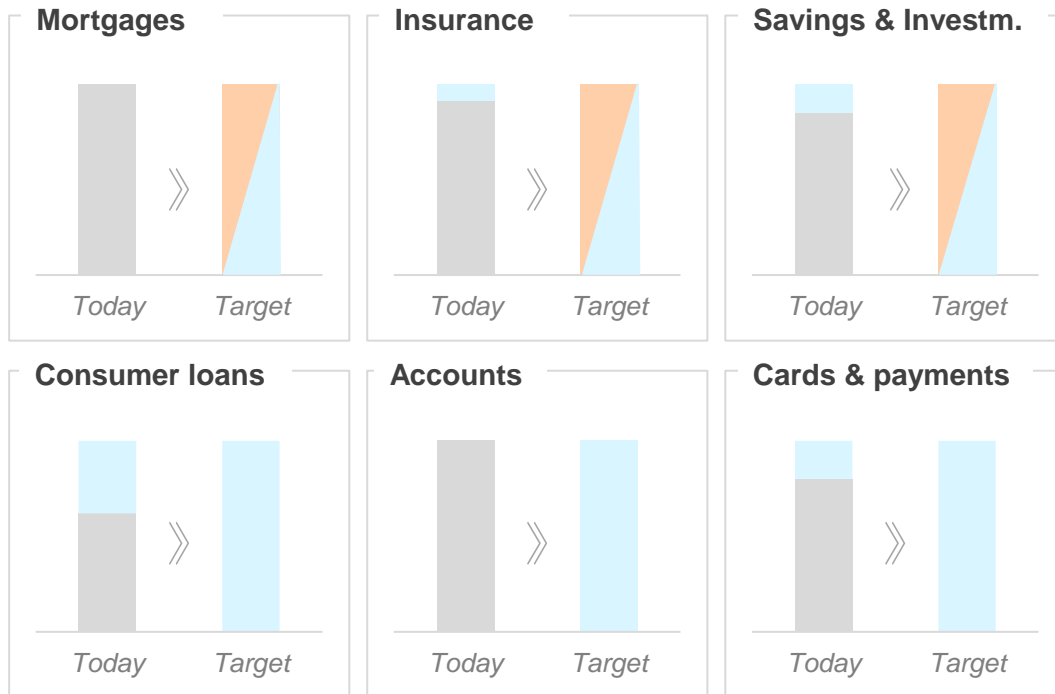 Mortgages
Insurance
Savings & Investm.
Today Target
Today Target
Today Target
Consumer loans
Accounts
Cards & payments
Today Target
Today Target
Today Target